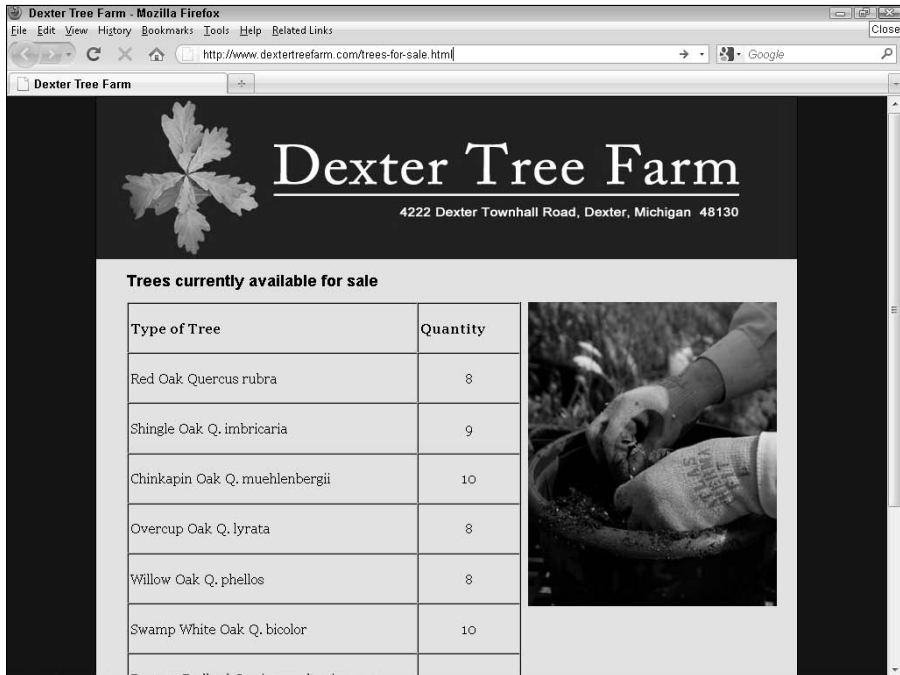 Dexter Tree Farm - Mozilla Firefox
File Edit View History Bookmarks Tools Help Related Links
Close
http://www.dextertreefarm.com/trees-for-sale.html
Google
Dexter Tree Farm
Dexter Tree Farm
4222 Dexter Townhall Road, Dexter, Michigan 48130
Trees currently available for sale
Type of Tree Quantity
Red Oak Quercus rubra 8
Shingle Oak Q. imbricaria 9
Chinkapin Oak Q. muehlenbergii 10
Overcup Oak Q. lyrata 8
Willow Oak Q. phellos 8
Swamp White Oak Q. bicolor 10